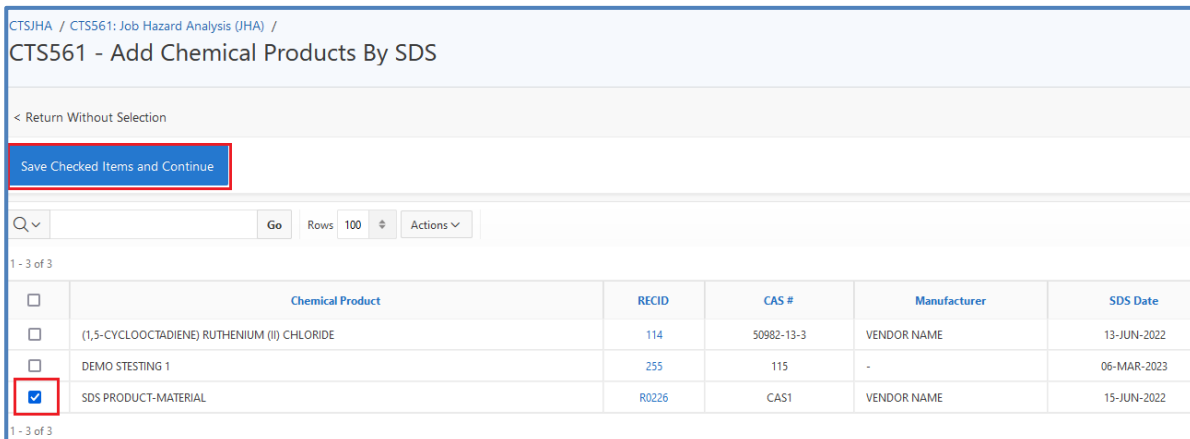 CTSJHA / CTS561: Job Hazard Analysis (JHA) /
CTS561 - Add Chemical Products By SDS
< Return Without Selection
Save Checked Items and Continue
Go Rows 100 Actions
1 - 3 of 3
Chemical Product RECID CAS # Manufacturer SDS Date
(1,5-CYCLOOCTADIENE) RUTHENIUM (II) CHLORIDE 114 50982-13-3 VENDOR NAME 13-JUN-2022
DEMO STESTING 1 255 115 - 06-MAR-2023
SDS PRODUCT-MATERIAL R0226 CAS1 VENDOR NAME 15-JUN-2022
1 - 3 of 3